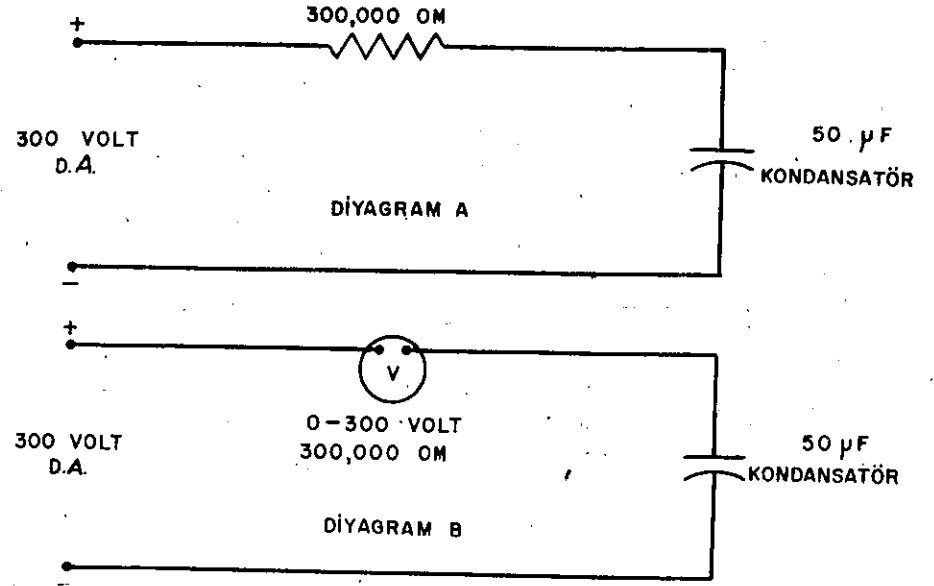 300,000 OM
+
300 VOLT
D.A.
50 µF
KONDANSATÖR
DİYAGRAM A
−
+
V
0-300 VOLT
300,000 OM
300 VOLT
D.A.
50 µF
KONDANSATÖR
DİYAGRAM B
−